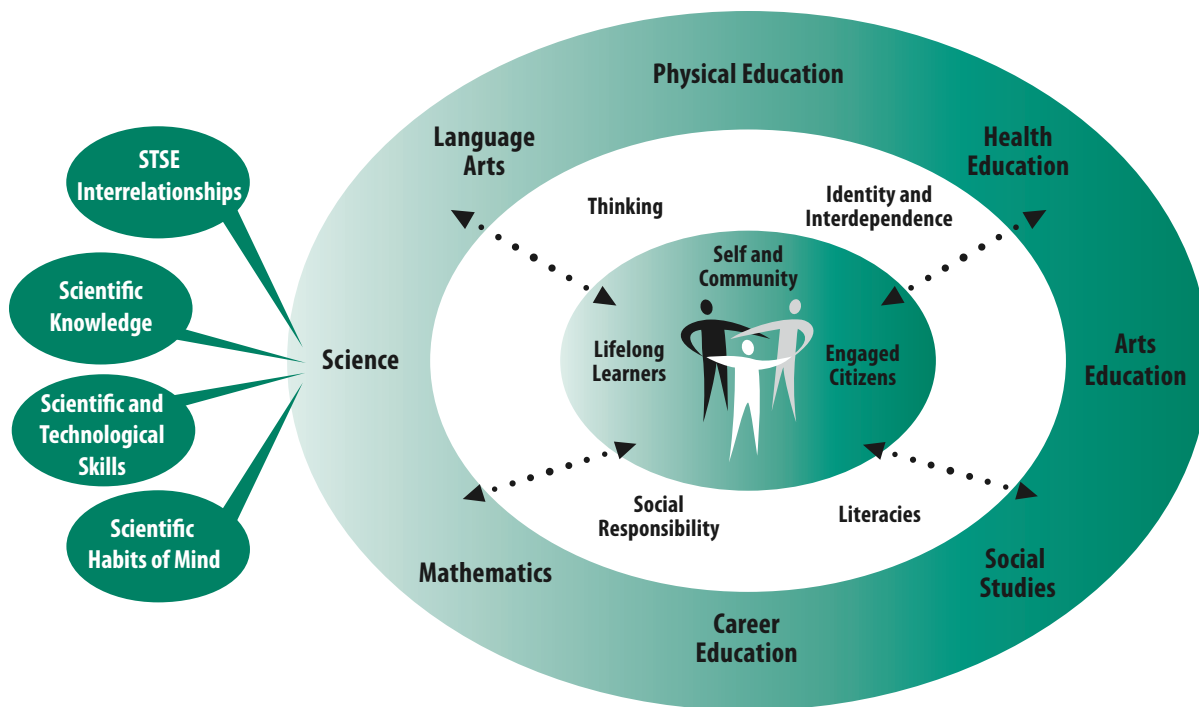 Physical Education
Language
Arts
Health
Education
STSE
Interrelationships
Thinking
Identity and
Interdependence
Self and
Community
Scientific
Knowledge
Science
Lifelong
Learners
Engaged
Citizens
Arts
Education
Scientific and
Technological
Skills
Social
Responsibility
Literacies
Scientific
Habits of Mind
Mathematics
Social
Studies
Career
Education